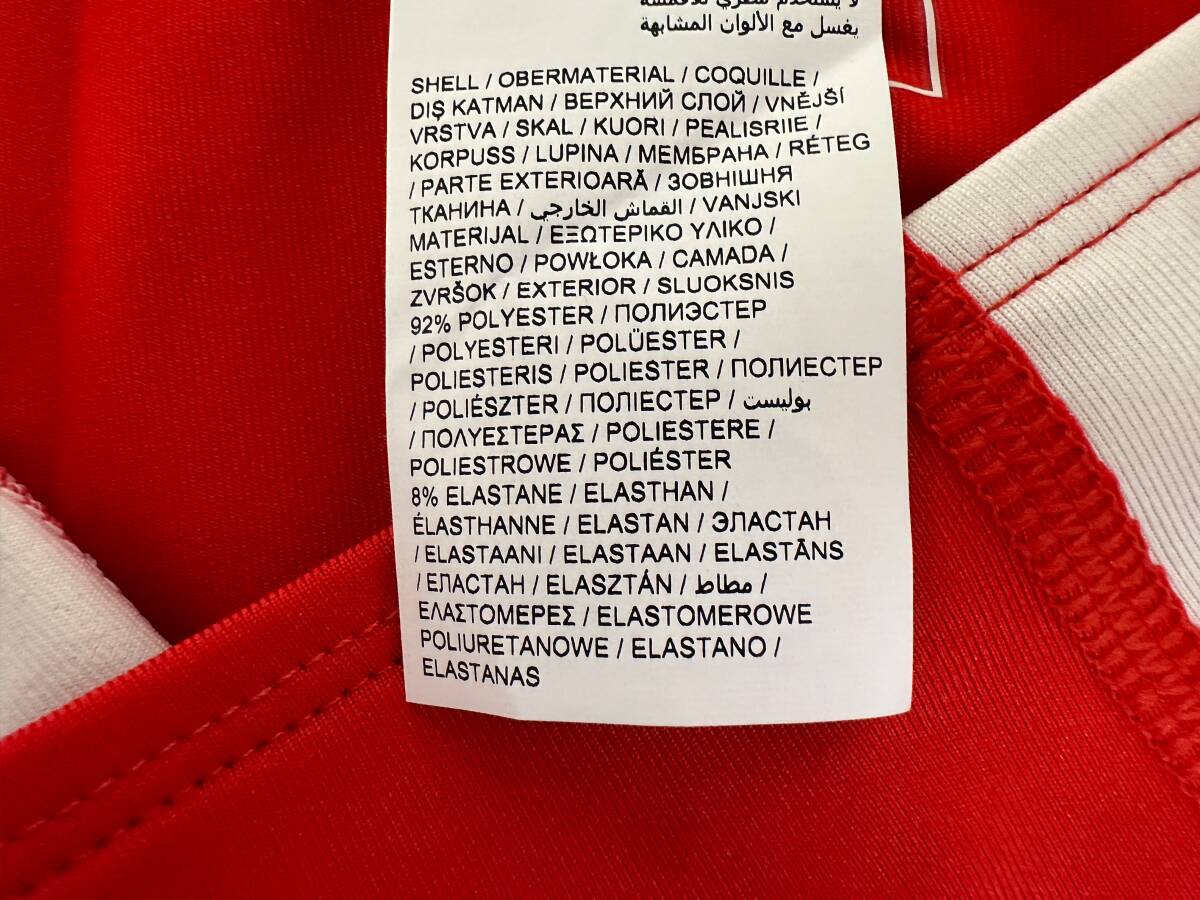 لا يستخدم
يغسل مع الألوان المشابهة
SHELL / OBERMATERIAL / COQUILLE /
DIŞ KATMAN / ВЕРХНИЙ СЛОЙ / VNĚJŠÍ
VRSTVA / SKAL / KUORI / PEALISRIIE /
KORPUSS / LUPINA / МЕМБРАНА / RÉTEG
/ PARTE EXTERIOARĂ / ЗОВНІШНЯ
ТКАНИНА / القماش الخارجي / VANJSKI
MATERIJAL / ΕΞΩΤΕΡΙΚΟ ΥΛΙΚΟ /
ESTERNO / POWŁOKA / CAMADA /
ZVRŠOK / EXTERIOR / SLUOKSNIS
92% POLYESTER / ПОЛИЭСТЕР
/ POLYESTERI / POLÜESTER /
POLIESTERIS / POLIESTER / ПОЛИЕСТЕР
/ POLIÉSZTER / ПОЛІЕСТЕР / بوليست
/ ΠΟΛΥΕΣΤΕΡΑΣ / POLIESTERE /
POLIESTROWE / POLIÉSTER
8% ELASTANE / ELASTHAN /
ÉLASTHANNE / ELASTAN / ЭЛАСТАН
/ ELASTAANI / ELASTAAN / ELASTĀNS
/ ЕЛАСТАН / ELASZTÁN / مطاط /
ΕΛΑΣΤΟΜΕΡΕΣ / ELASTOMEROWE
POLIURETANOWE / ELASTANO /
ELASTANAS